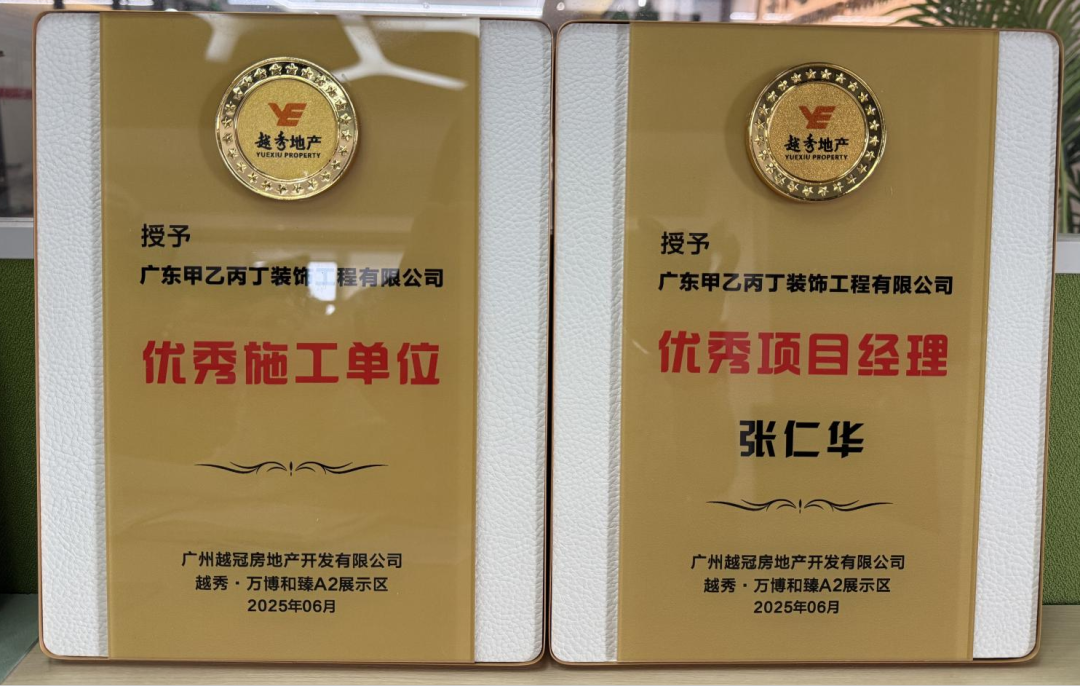 YE
越秀地产
YUEXIU PROPERTY
授予
广东甲乙丙丁装饰工程有限公司
优秀施工单位
广州越冠房地产开发有限公司
越秀·万博和臻A2展示区
2025年06月
YE
越秀地产
YUEXIU PROPERTY
授予
广东甲乙丙丁装饰工程有限公司
优秀项目经理
张仁华
广州越冠房地产开发有限公司
越秀·万博和臻A2展示区
2025年06月